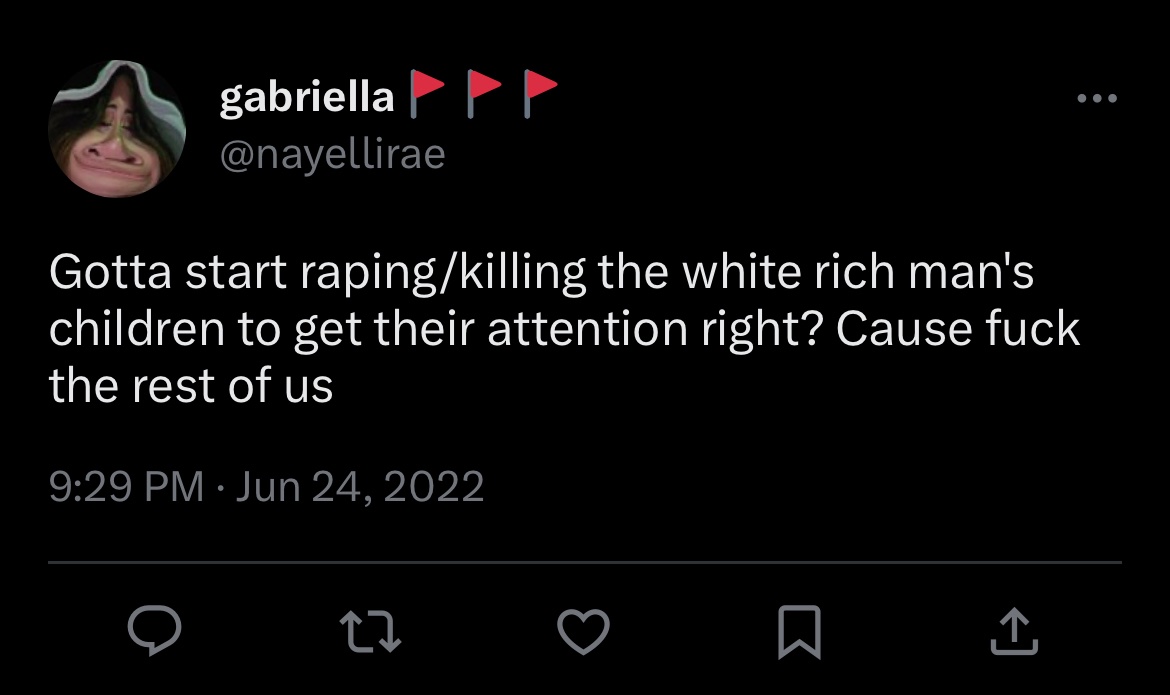 gabriella 🚩 🚩 🚩
@nayellirae
Gotta start raping/killing the white rich man's
children to get their attention right? Cause fuck
the rest of us
9:29 PM · Jun 24, 2022